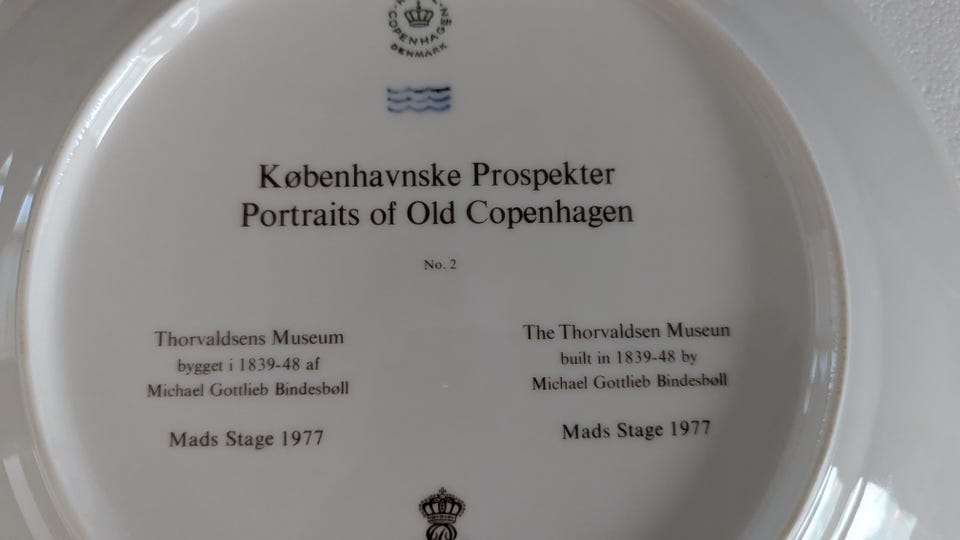 COPENHAGEN
DENMARK
Københavnske Prospekter
Portraits of Old Copenhagen
No. 2
Thorvaldsens Museum
bygget i 1839-48 af
Michael Gottlieb Bindesbøll
Mads Stage 1977
The Thorvaldsen Museun
built in 1839-48 by
Michael Gottlieb Bindesbøll
Mads Stage 1977